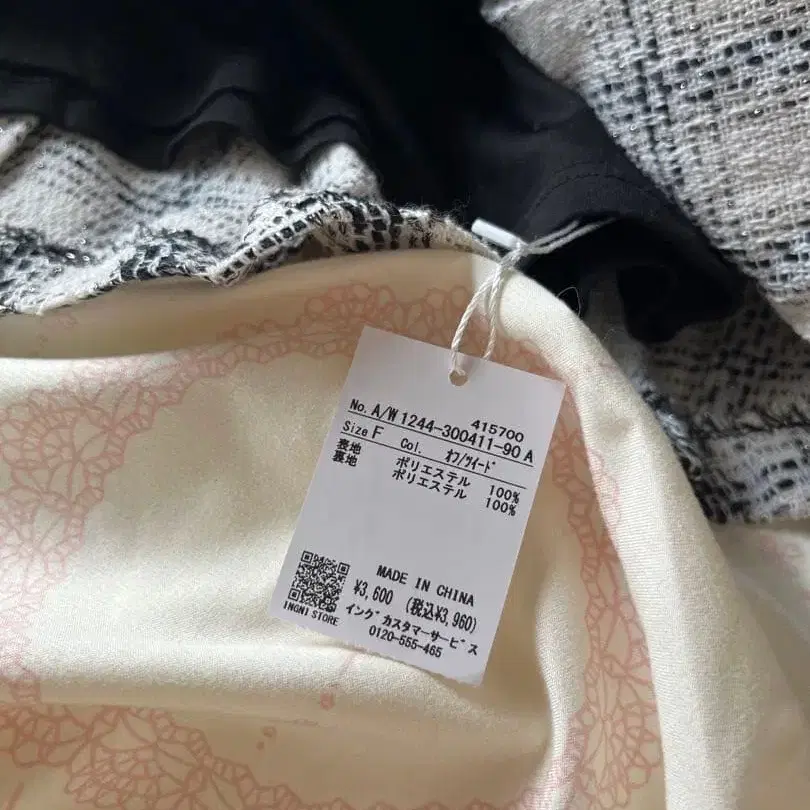 415700
No. A/W 1244-300411-90 A
Size F Col. ｵﾌ/ﾂｲｰﾄﾞ
表地 ポリエステル 100%
裏地 ポリエステル 100%
MADE IN CHINA
¥3,600 (税込¥3,960)
INGNI STORE
イング カスタマーサービス
0120-555-465